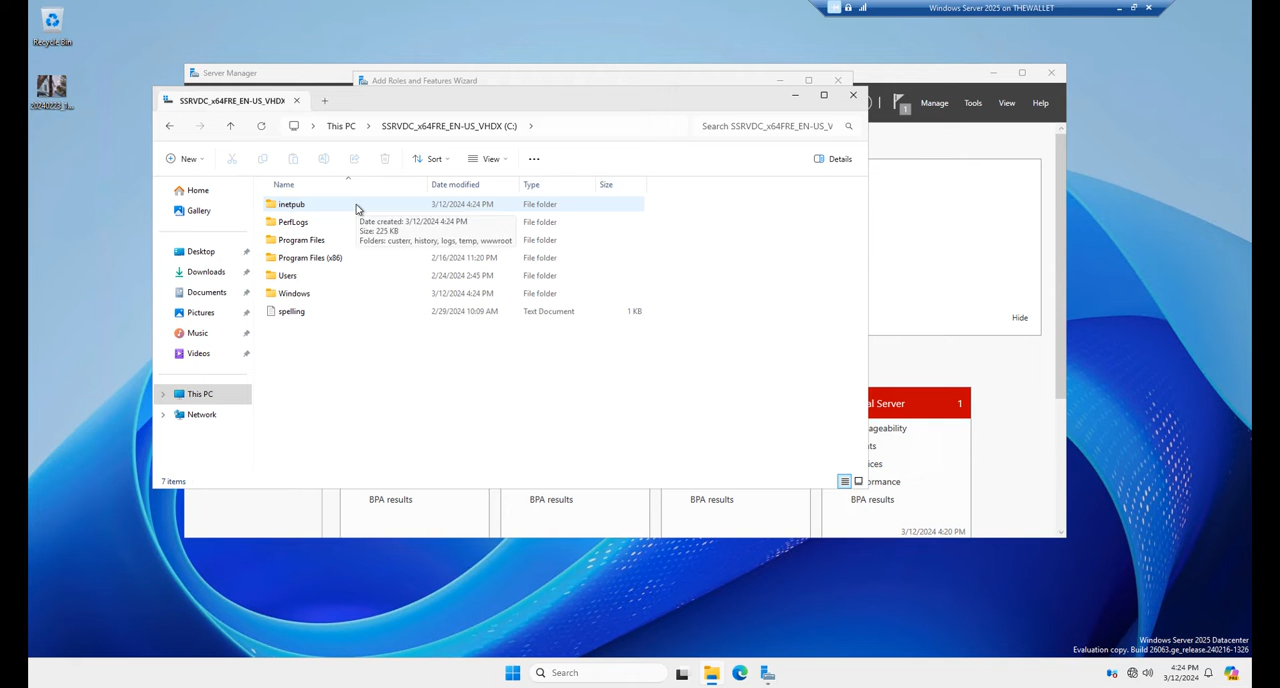 Windows Server 2025 on THEWALLET
Recycle Bin
Server Manager
Add Roles and Features Wizard
SSRVDC_x64FRE_EN-US_VHDX
1
Manage
Tools
View
Help
This PC
SSRVDC_x64FRE_EN-US_VHDX (C:)
Search SSRVDC_x64FRE_EN-US_V
New
Sort
View
Details
Name
Date modified
Type
Size
Home
Gallery
Desktop
Downloads
Documents
Pictures
Music
Videos
This PC
Network
inetpub 3/12/2024 4:24 PM File folder
PerfLogs File folder
Date created: 3/12/2024 4:24 PM
Size: 225 KB
Folders: custerr, history, logs, temp, wwwroot
Program Files File folder
Program Files (x86) 2/16/2024 11:20 PM File folder
Users 2/24/2024 2:45 PM File folder
Windows 3/12/2024 4:24 PM File folder
spelling 2/29/2024 10:09 AM Text Document 1 KB
7 items
Hide
al Server 1
ageability
nts
ices
ormance
BPA results
BPA results
BPA results
BPA results
3/12/2024 4:20 PM
Windows Server 2025 Datacenter
Evaluation copy. Build 26063.ge_release.240216-1326
Search
4:24 PM
3/12/2024